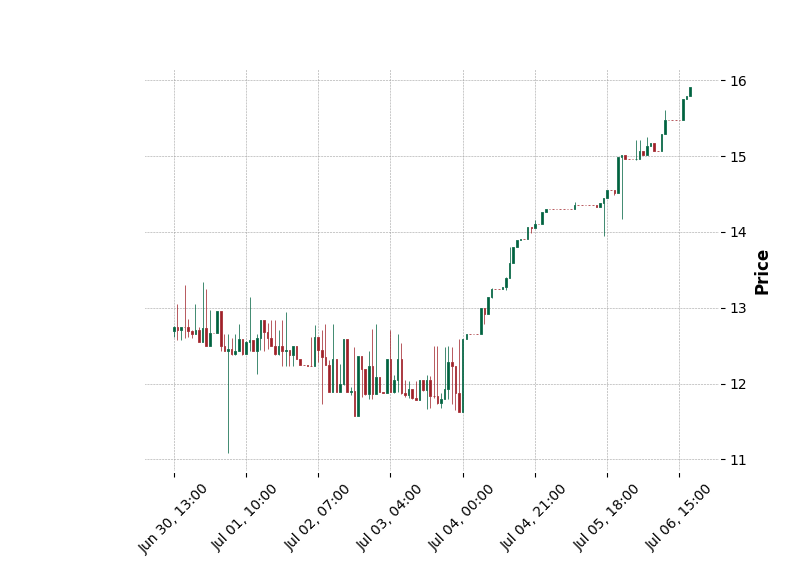 16
15
14
13
12
11
Price
Jun 30, 13:00
Jul 01, 10:00
Jul 02, 07:00
Jul 03, 04:00
Jul 04, 00:00
Jul 04, 21:00
Jul 05, 18:00
Jul 06, 15:00